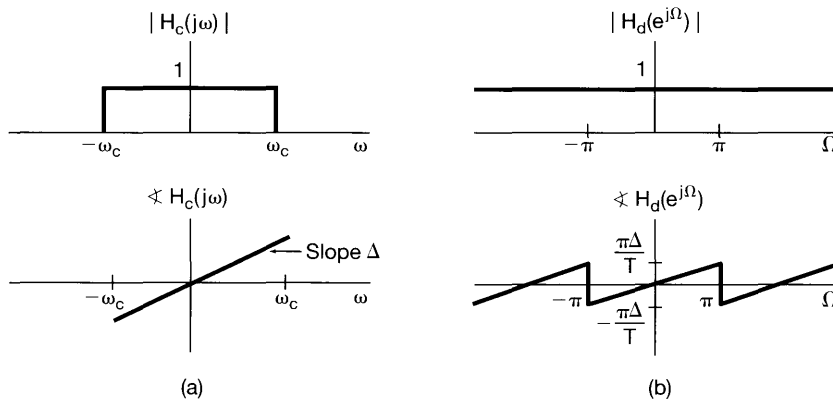 | H_c(jω) |
1
−ω_c ω_c ω
∢ H_c(jω)
Slope Δ
−ω_c ω_c ω
(a)
| H_d(e^{jΩ}) |
1
−π π Ω
∢ H_d(e^{jΩ})
πΔ/T
−π π Ω
−πΔ/T
(b)